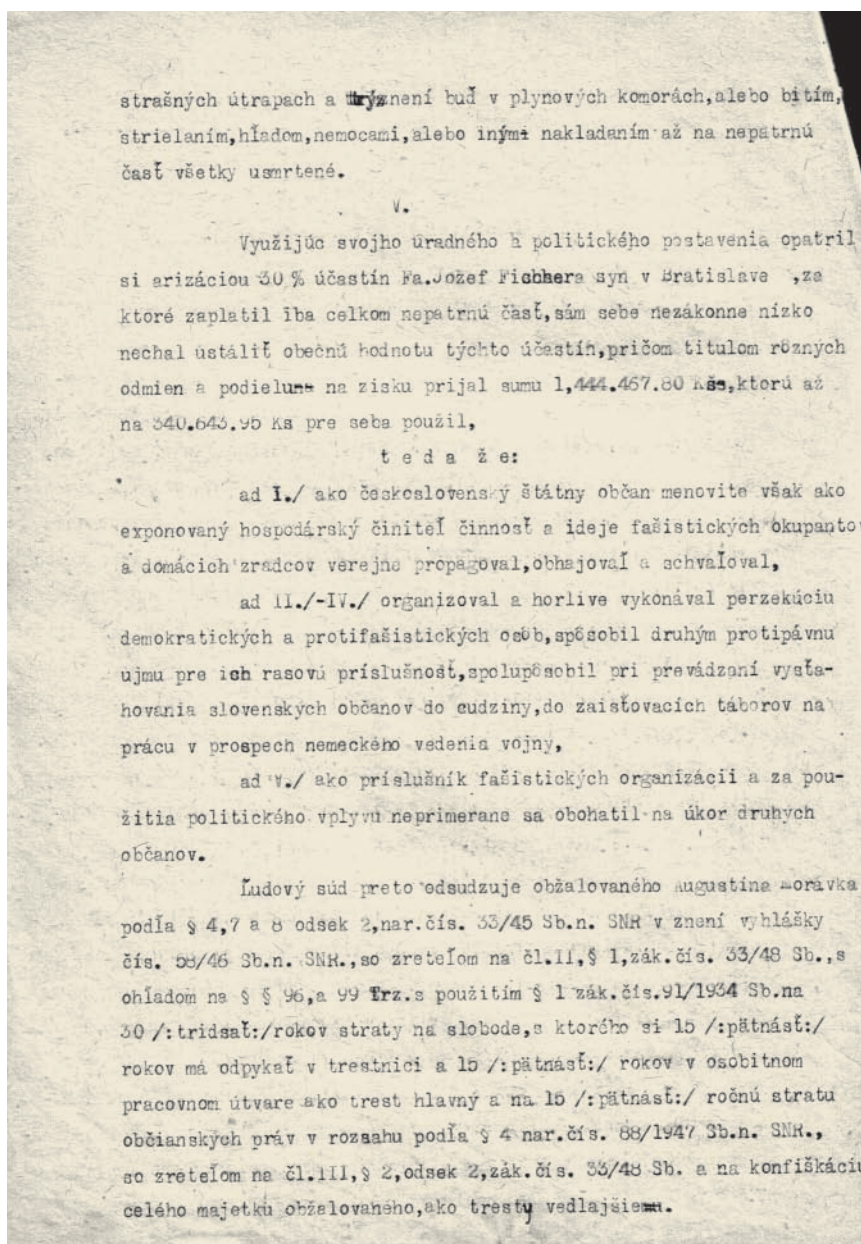 strašných útrapach a trýznení buď v plynových komorách,alebo bitím,
strielaním,hľadom,nemocami,alebo inými nakladaním až na nepatrnú
časť všetky usmrtené.
V.
Využijúc svojho úradného a politického postavenia opatril
si arizáciou 30 % účastín Fa.Jožef Fischhera syn v Bratislave ,za
ktoré zaplatil iba celkom nepatrnú časť,sám sebe nezákonne nízko
nechal ustáliť obecnú hodnotu týchto účastín,pričom titulom rôznych
odmien a podielu na zisku prijal sumu 1,444.467.80 Kčs,ktorú až
na 340.643.95 Ks pre seba použil,
t e d a ž e:
ad I./ ako československý štátny občan menovite však ako
exponovaný hospodárský činiteľ činnosť a ideje fašistických okupantov
a domácich zradcov verejne propagoval,obhajovaľ a schvaľoval,
ad II./-IV./ organizoval a horlive vykonával perzekúciu
demokratických a protifašistických osôb,spôsobil druhým protipávnu
ujmu pre ich rasovú príslušnosť,spolupôsobil pri prevádzaní vysťa-
hovania slovenských občanov do cudziny,do zaisťovacích táborov na
prácu v prospech nemeckého vedenia vojny,
ad V./ ako príslušník fašistických organizácii a za pou-
žitia politického vplyvu neprimerane sa obohatil na úkor druhých
občanov.
Ľudový súd preto odsudzuje obžalovaného Augustína Morávka
podľa § 4,7 a 8 odsek 2,nar.čís. 33/45 Sb.n. SNR v znení vyhlášky
čís. 58/46 Sb.n. SNR.,so zreteľom na čl.II,§ 1,zák.čís. 33/48 Sb.,s
ohľadom na § § 96,a 99 Trz.s použitím § 1 zák.čís.91/1934 Sb.na
30 /:tridsať:/rokov straty na slobode,s ktorého si 15 /:pätnásť:/
rokov má odpykať v trestnici a 15 /:pätnásť:/ rokov v osobitnom
pracovnom útvare ako trest hlavný a na 15 /:pätnásť:/ ročnú stratu
občianských práv v rozsahu podľa § 4 nar.čís. 88/1947 Sb.n. SNR.,
so zreteľom na čl.III,§ 2,odsek 2,zák.čís. 33/48 Sb. a na konfiškáciu
celého majetku obžalovaného,ako tresty vedlajšie.